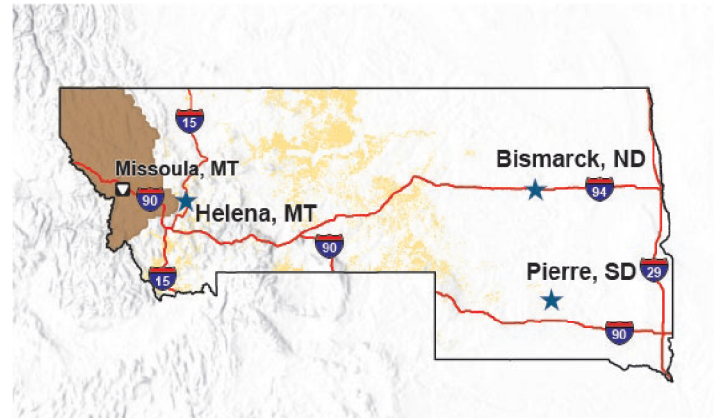 15
Missoula, MT
90
Helena, MT
Bismarck, ND
94
90
15
Pierre, SD
29
90